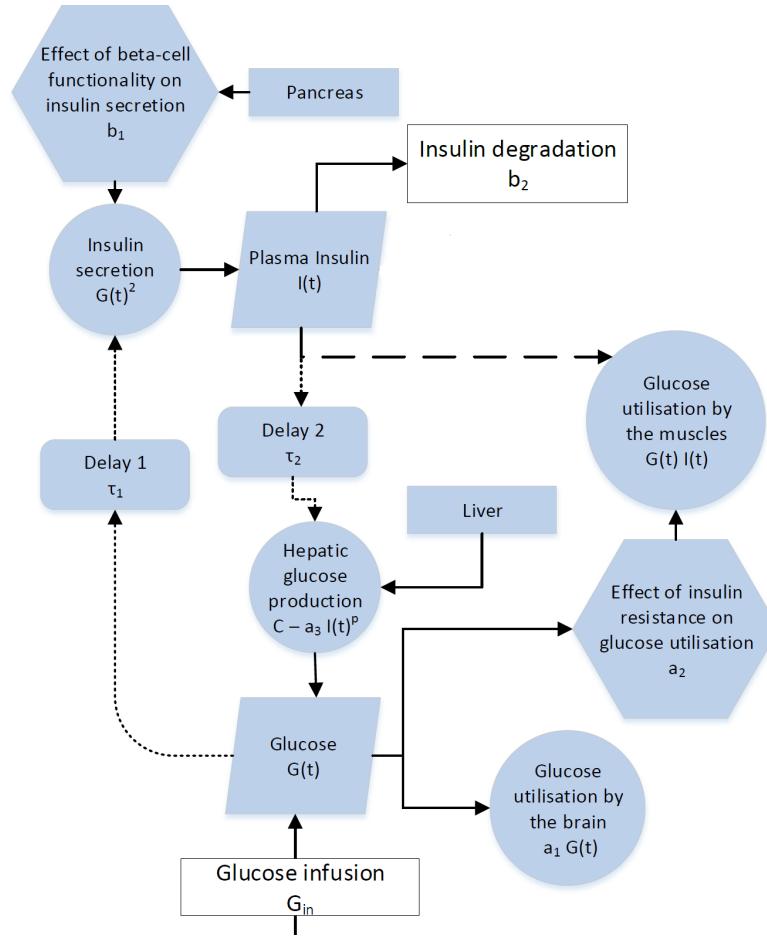 Effect of beta-cell
functionality on
insulin secretion
b₁
Pancreas
Insulin degradation
b₂
Insulin
secretion
G(t)²
Plasma Insulin
I(t)
Glucose
utilisation by
the muscles
G(t) I(t)
Delay 1
τ₁
Delay 2
τ₂
Liver
Hepatic
glucose
production
C – a₃ I(t)ᵖ
Effect of insulin
resistance on
glucose utilisation
a₂
Glucose
G(t)
Glucose
utilisation by
the brain
a₁ G(t)
Glucose infusion
Gᵢₙ